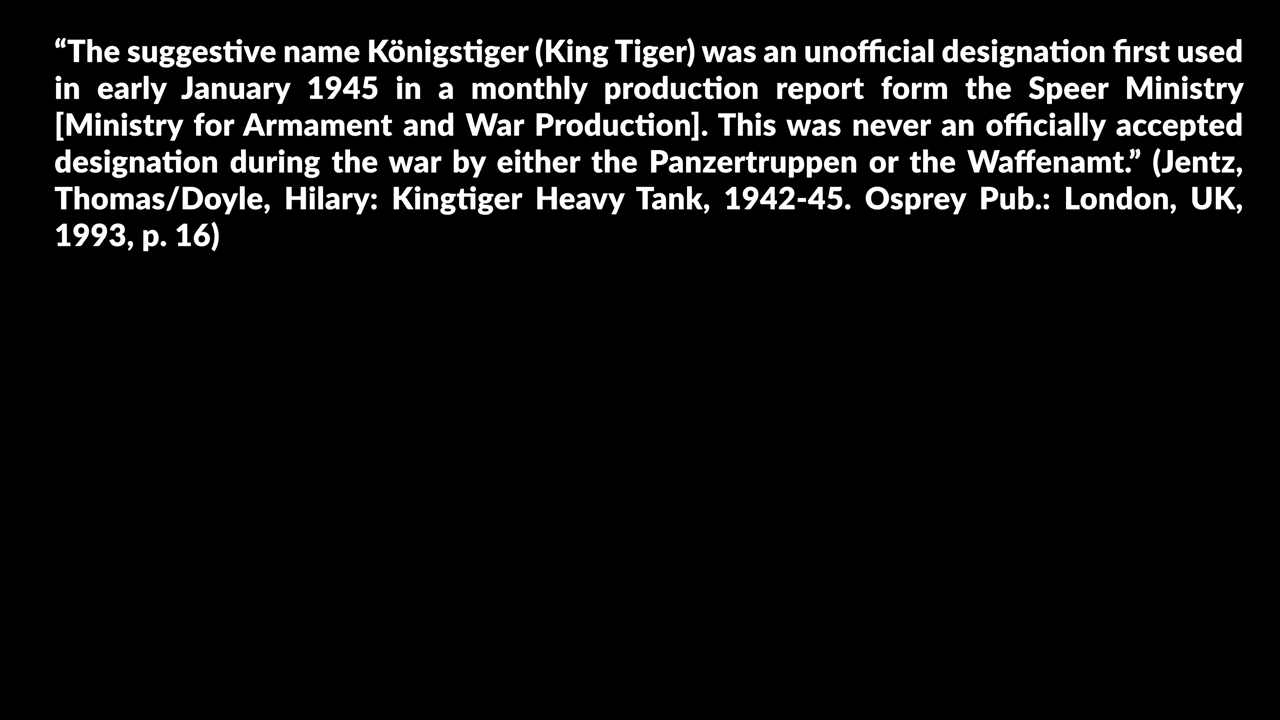 “The suggestive name Königstiger (King Tiger) was an unofficial designation first used
in early January 1945 in a monthly production report form the Speer Ministry
[Ministry for Armament and War Production]. This was never an officially accepted
designation during the war by either the Panzertruppen or the Waffenamt.” (Jentz,
Thomas/Doyle, Hilary: Kingtiger Heavy Tank, 1942-45. Osprey Pub.: London, UK,
1993, p. 16)